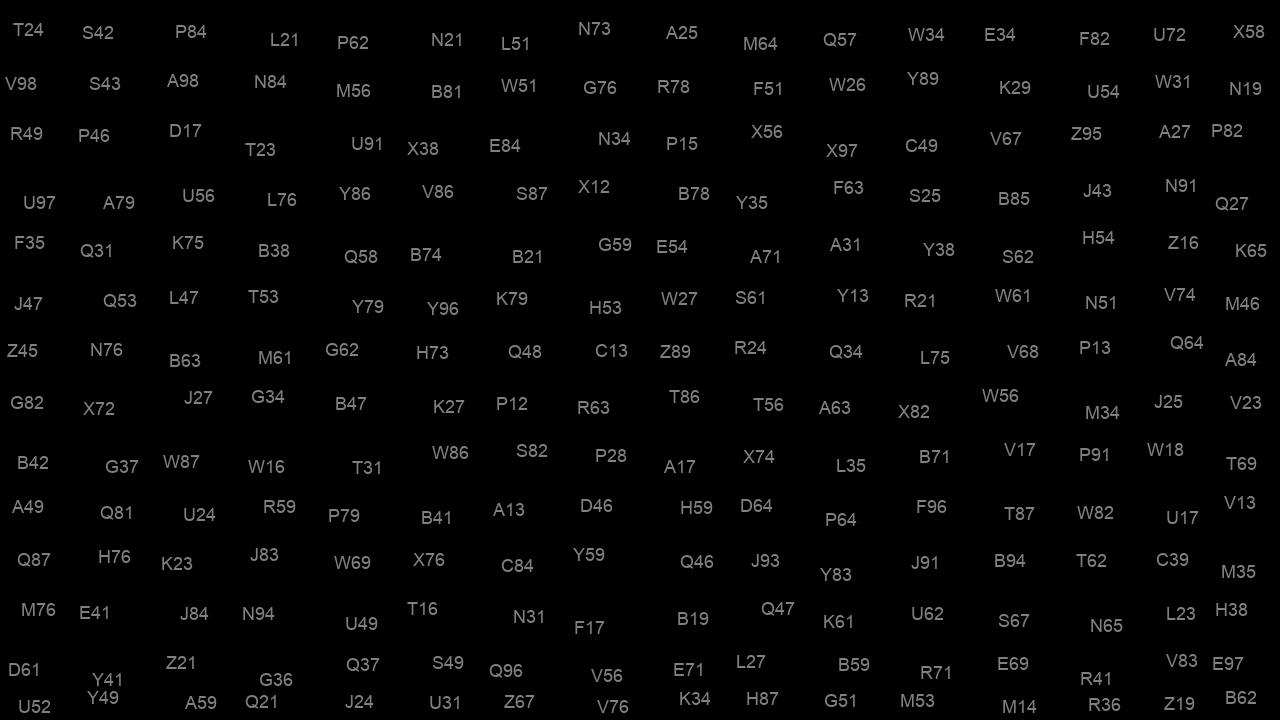 T24 S42 P84 L21 P62 N21 L51 N73 A25 M64 Q57 W34 E34 F82 U72 X58
V98 S43 A98 N84 M56 B81 W51 G76 R78 F51 W26 Y89 K29 U54 W31 N19
R49 P46 D17 T23 U91 X38 E84 N34 P15 X56 X97 C49 V67 Z95 A27 P82
U97 A79 U56 L76 Y86 V86 S87 X12 B78 Y35 F63 S25 B85 J43 N91 Q27
F35 Q31 K75 B38 Q58 B74 B21 G59 E54 A71 A31 Y38 S62 H54 Z16 K65
J47 Q53 L47 T53 Y79 Y96 K79 H53 W27 S61 Y13 R21 W61 N51 V74 M46
Z45 N76 B63 M61 G62 H73 Q48 C13 Z89 R24 Q34 L75 V68 P13 Q64 A84
G82 X72 J27 G34 B47 K27 P12 R63 T86 T56 A63 X82 W56 M34 J25 V23
B42 G37 W87 W16 T31 W86 S82 P28 A17 X74 L35 B71 V17 P91 W18 T69
A49 Q81 U24 R59 P79 B41 A13 D46 H59 D64 P64 F96 T87 W82 U17 V13
Q87 H76 K23 J83 W69 X76 C84 Y59 Q46 J93 Y83 J91 B94 T62 C39 M35
M76 E41 J84 N94 U49 T16 N31 F17 B19 Q47 K61 U62 S67 N65 L23 H38
D61 Y41 Z21 G36 Q37 S49 Q96 V56 E71 L27 B59 R71 E69 R41 V83 E97
U52 Y49 A59 Q21 J24 U31 Z67 V76 K34 H87 G51 M53 M14 R36 Z19 B62